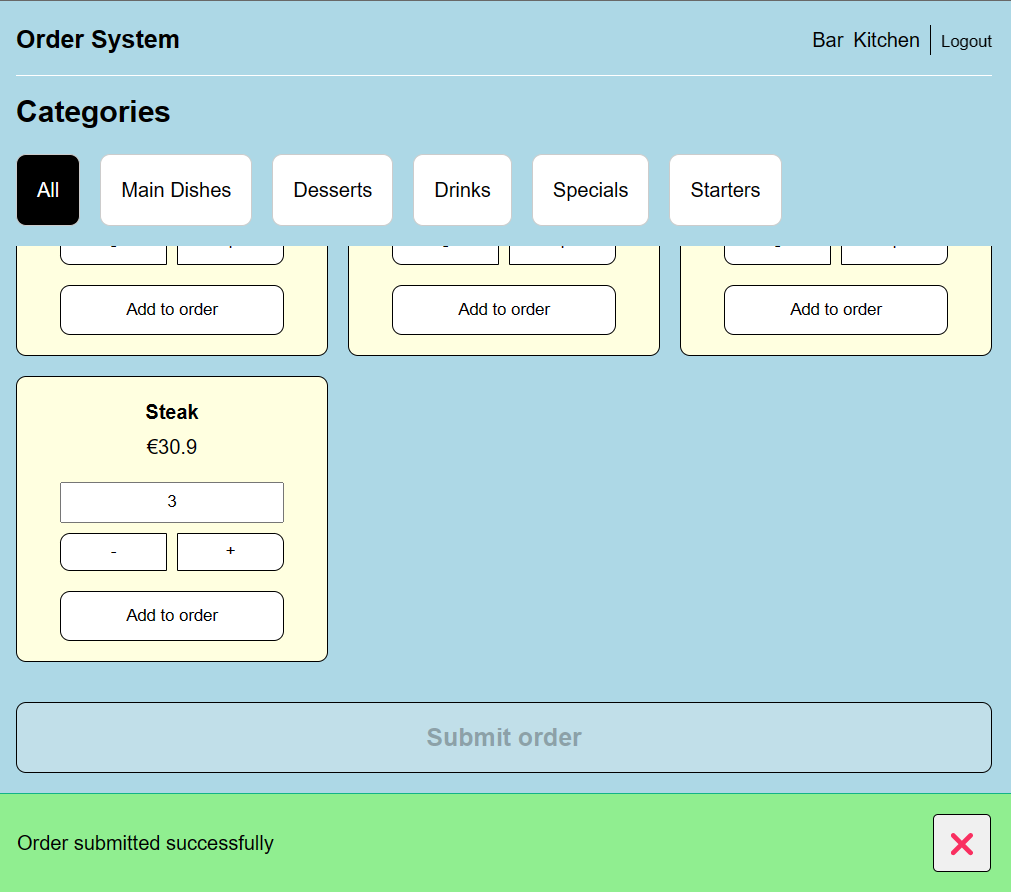 Order System
Bar Kitchen Logout
Categories
All Main Dishes Desserts Drinks Specials Starters
Add to order Add to order Add to order
Steak
€30.9
3
- +
Add to order
Submit order
Order submitted successfully